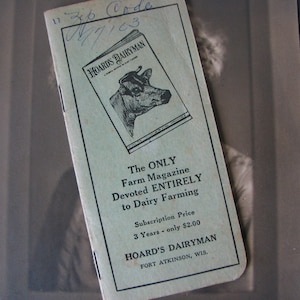 HOARD'S DAIRYMAN
The ONLY
Farm Magazine
Devoted ENTIRELY
to Dairy Farming
Subscription Price
3 Years - only $2.00
HOARD'S DAIRYMAN
FORT ATKINSON, WIS.